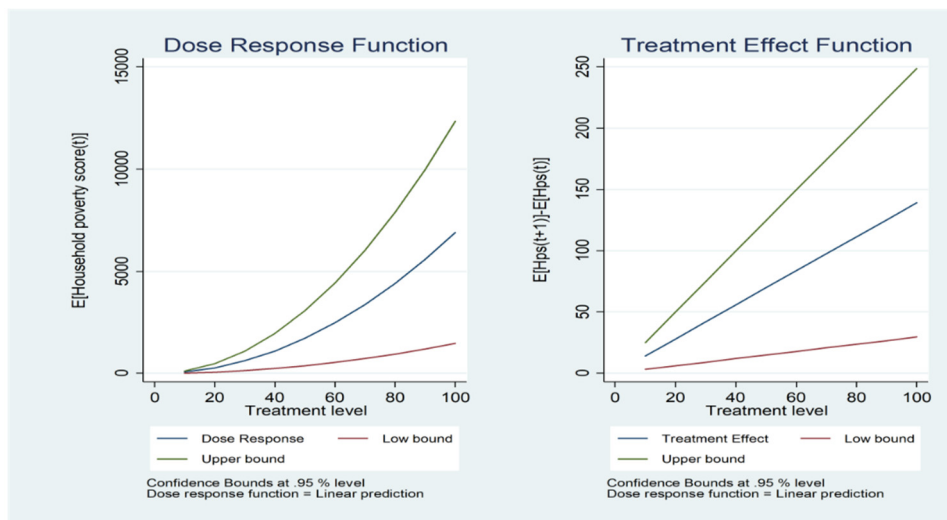 Dose Response Function
E[Household poverty score(t)]
15000
10000
5000
0
0 20 40 60 80 100
Treatment level
Dose Response Low bound
Upper bound
Confidence Bounds at .95 % level
Dose response function = Linear prediction
Treatment Effect Function
E[Hps(t+1)]-E[Hps(t)]
250
200
150
100
50
0
0 20 40 60 80 100
Treatment level
Treatment Effect Low bound
Upper bound
Confidence Bounds at .95 % level
Dose response function = Linear prediction